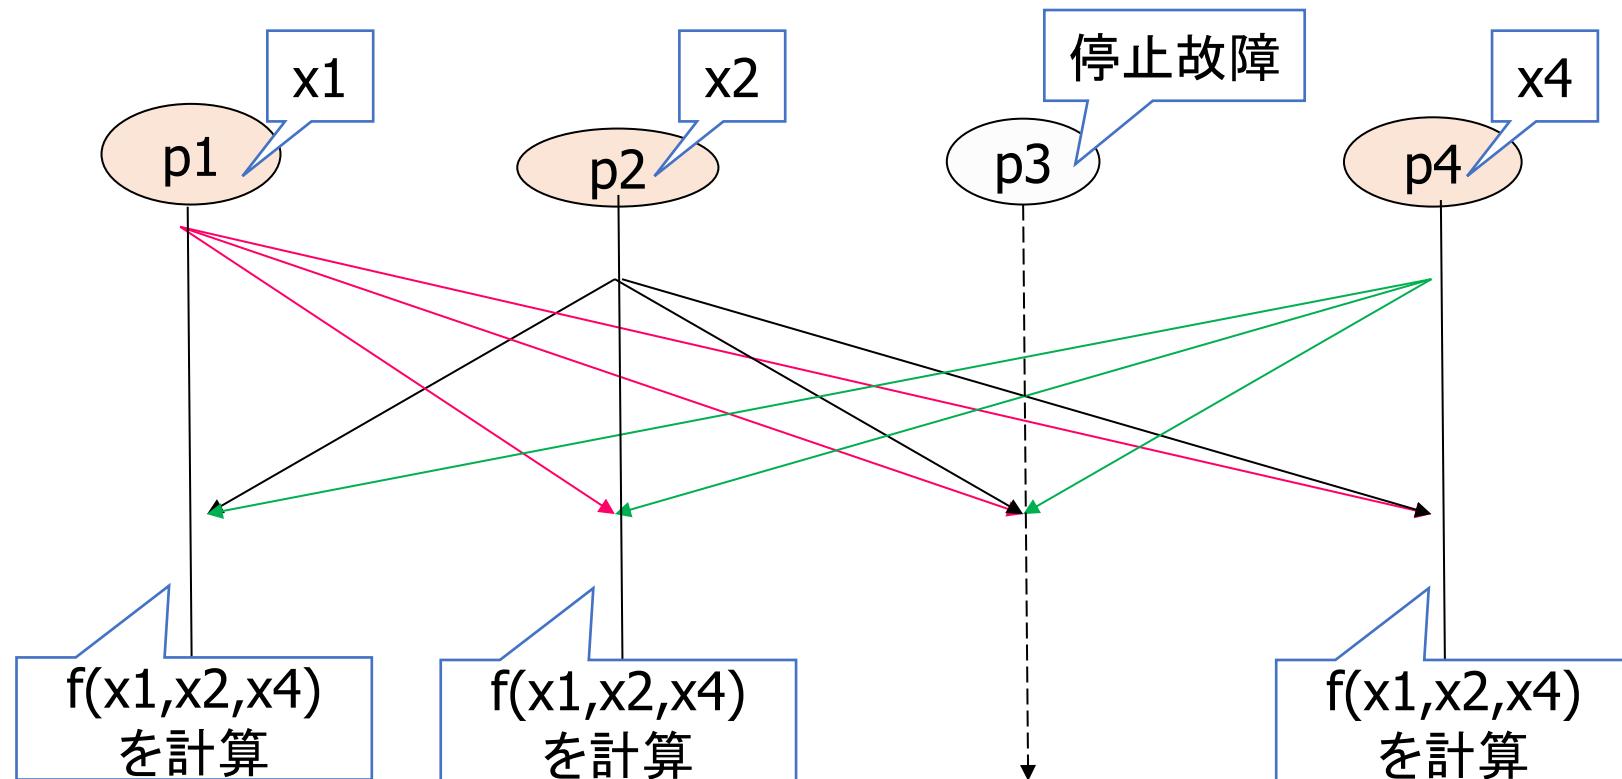 x1
x2
停止故障
x4
p1
p2
p3
p4
f(x1,x2,x4)
を計算
f(x1,x2,x4)
を計算
f(x1,x2,x4)
を計算